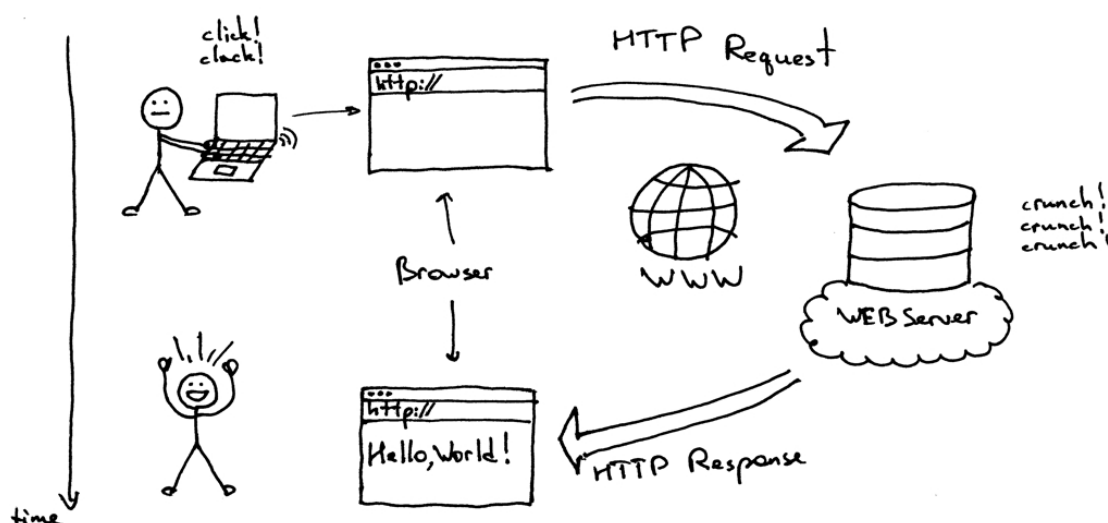 click!
clack!
HTTP Request
http://
crunch!
crunch!
crunch!
WWW
Browser
WEB Server
http://
Hello, World!
HTTP Response
time